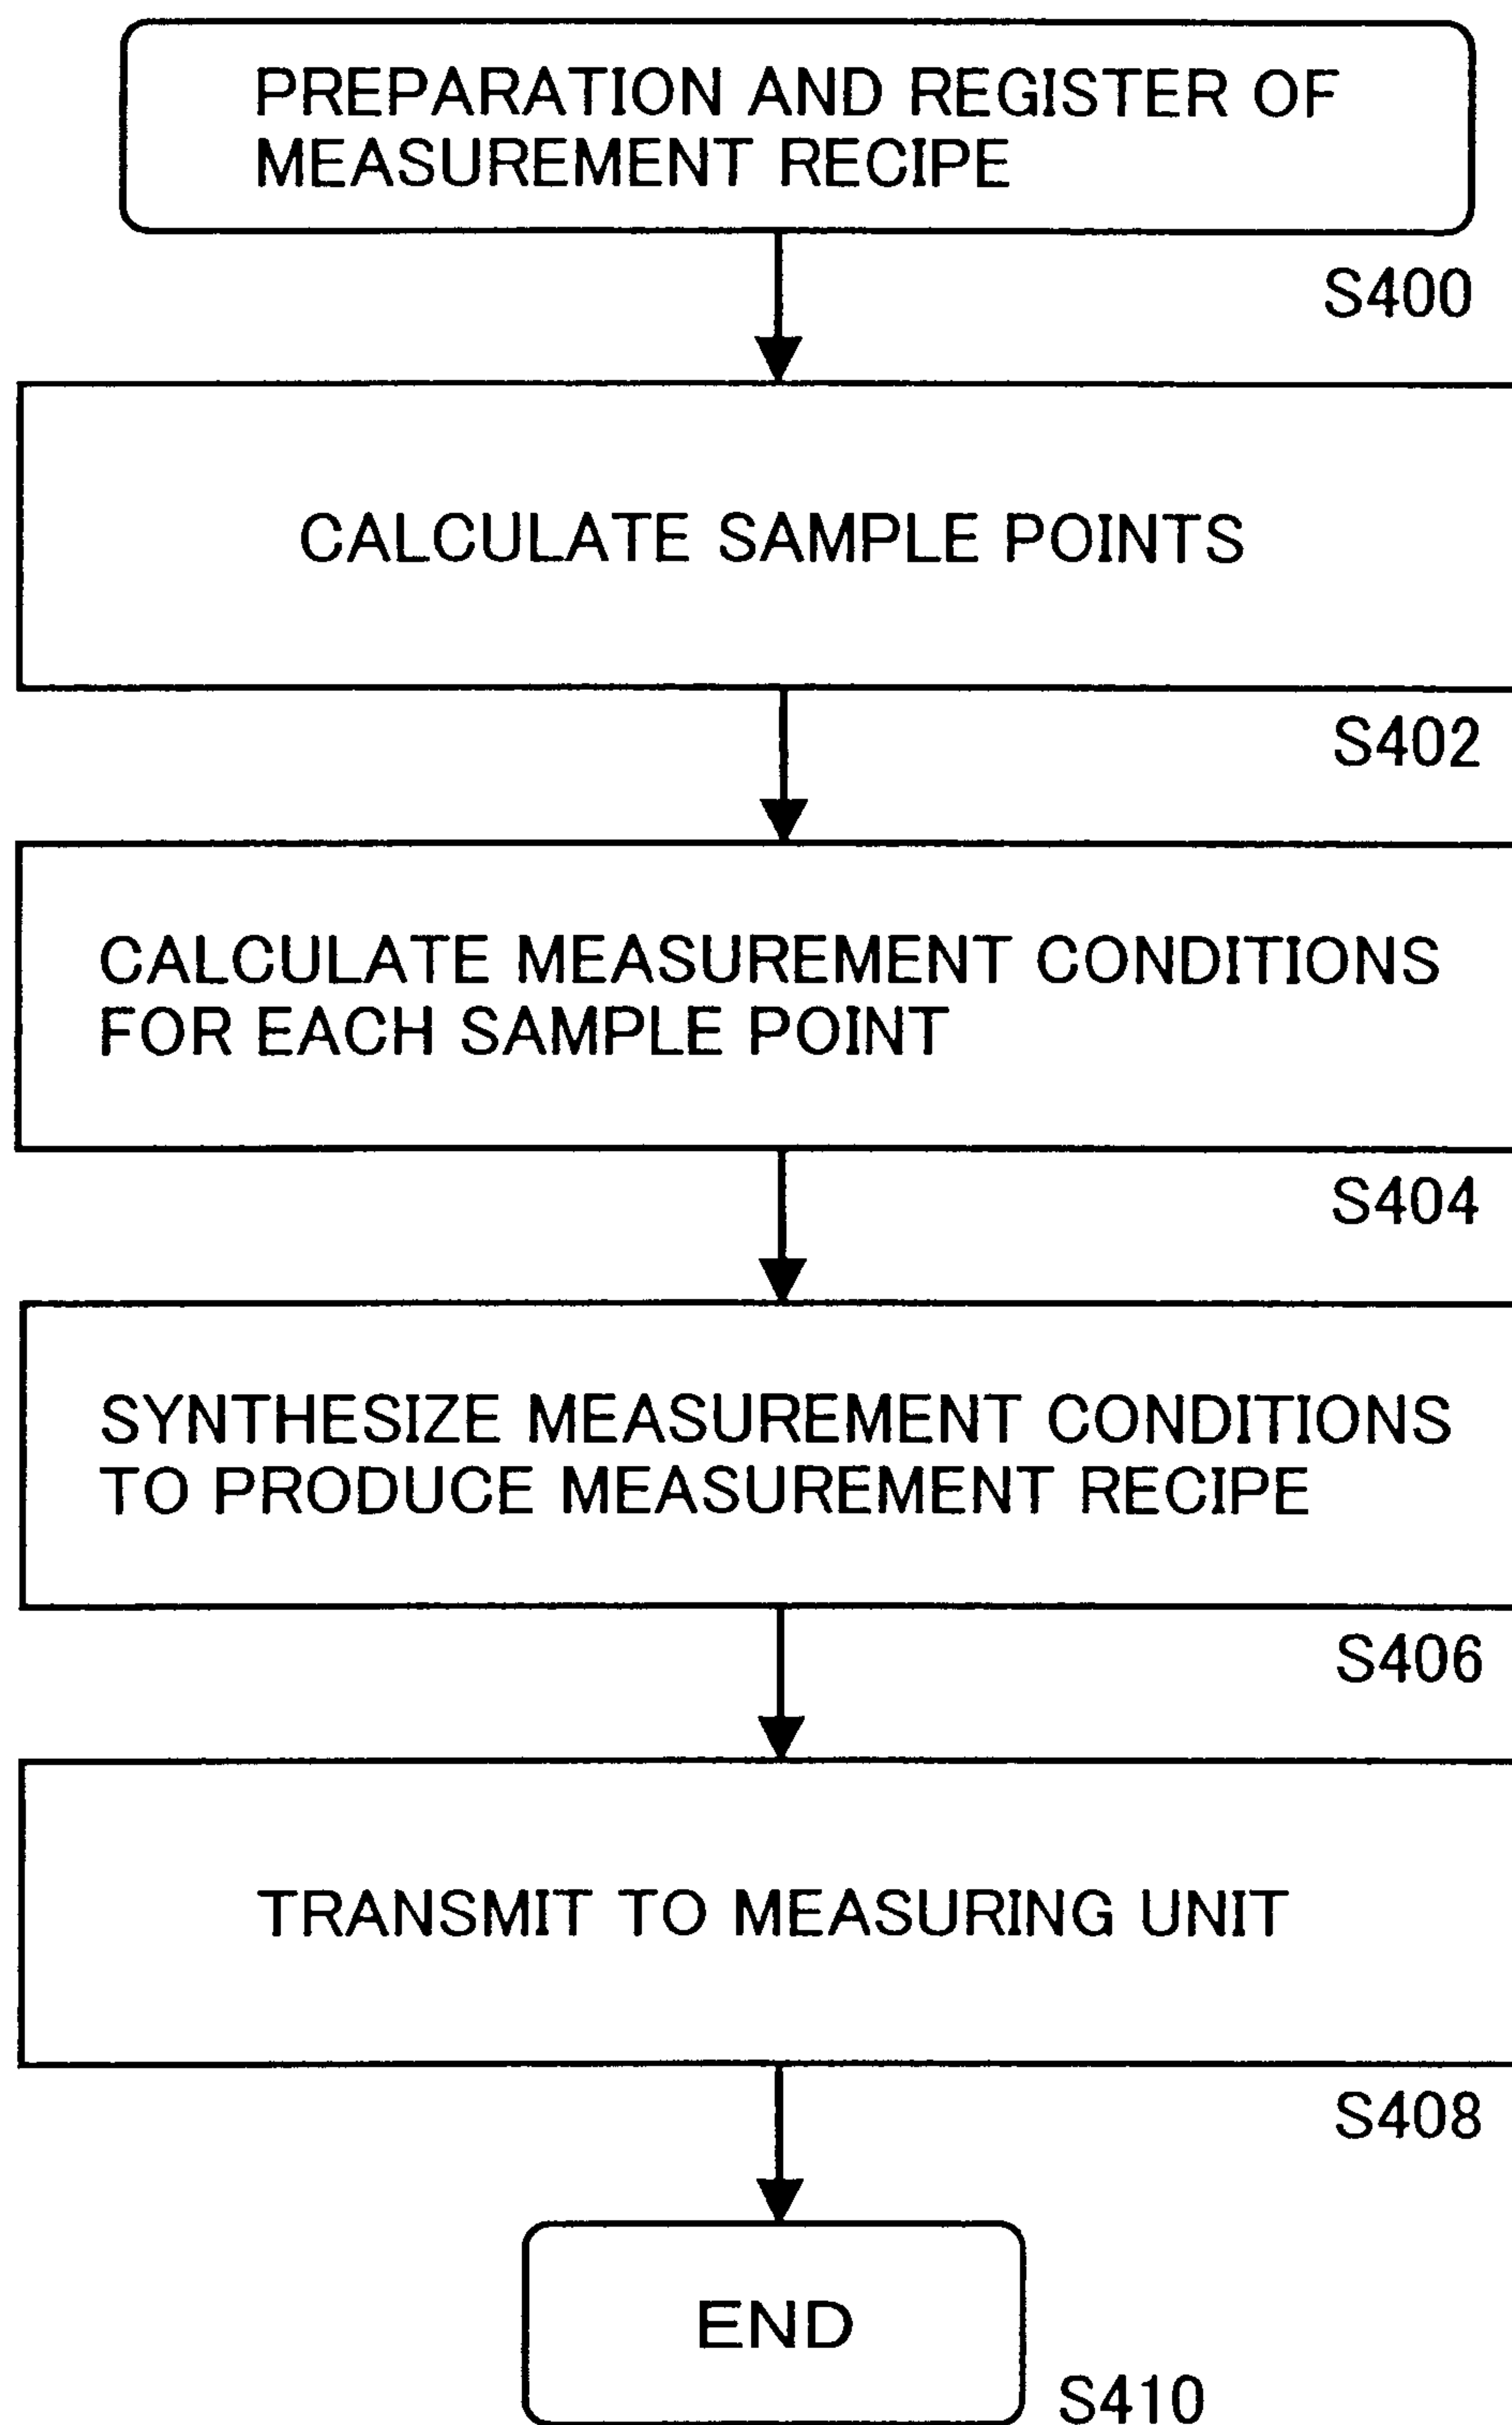 PREPARATION AND REGISTER OF
MEASUREMENT RECIPE
S400
CALCULATE SAMPLE POINTS
S402
CALCULATE MEASUREMENT CONDITIONS
FOR EACH SAMPLE POINT
S404
SYNTHESIZE MEASUREMENT CONDITIONS
TO PRODUCE MEASUREMENT RECIPE
S406
TRANSMIT TO MEASURING UNIT
S408
END
S410